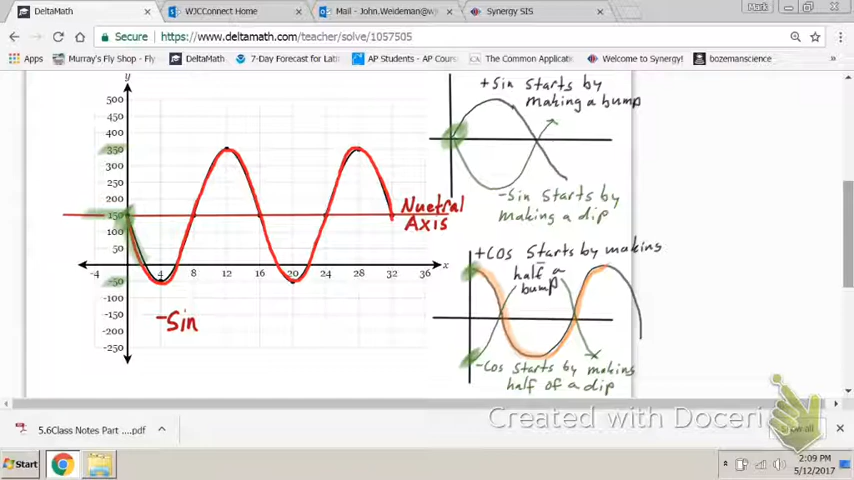 DeltaMath
WJCConnect Home
Mail - John.Weideman@w
Synergy SIS
Mark
Secure
https://www.deltamath.com/teacher/solve/1057505
Apps
Murray's Fly Shop - Fly
DeltaMath
7-Day Forecast for Lati
AP Students - AP Cours
The Common Applicatio
Welcome to Synergy!
bozemanscience
y
500
450
400
350
300
250
200
150
100
50
-4
4
8
12
16
20
24
28
32
36
x
-50
-100
-150
-200
-250
Nuetral
Axis
-Sin
+Sin starts by
making a bump
-Sin starts by
making a dip
+Cos Starts by making
half a
bump
-Cos starts by making
half of a dip
Created with Doceri
Show all
5.6Class Notes Part ....pdf
Start
2:09 PM
5/12/2017